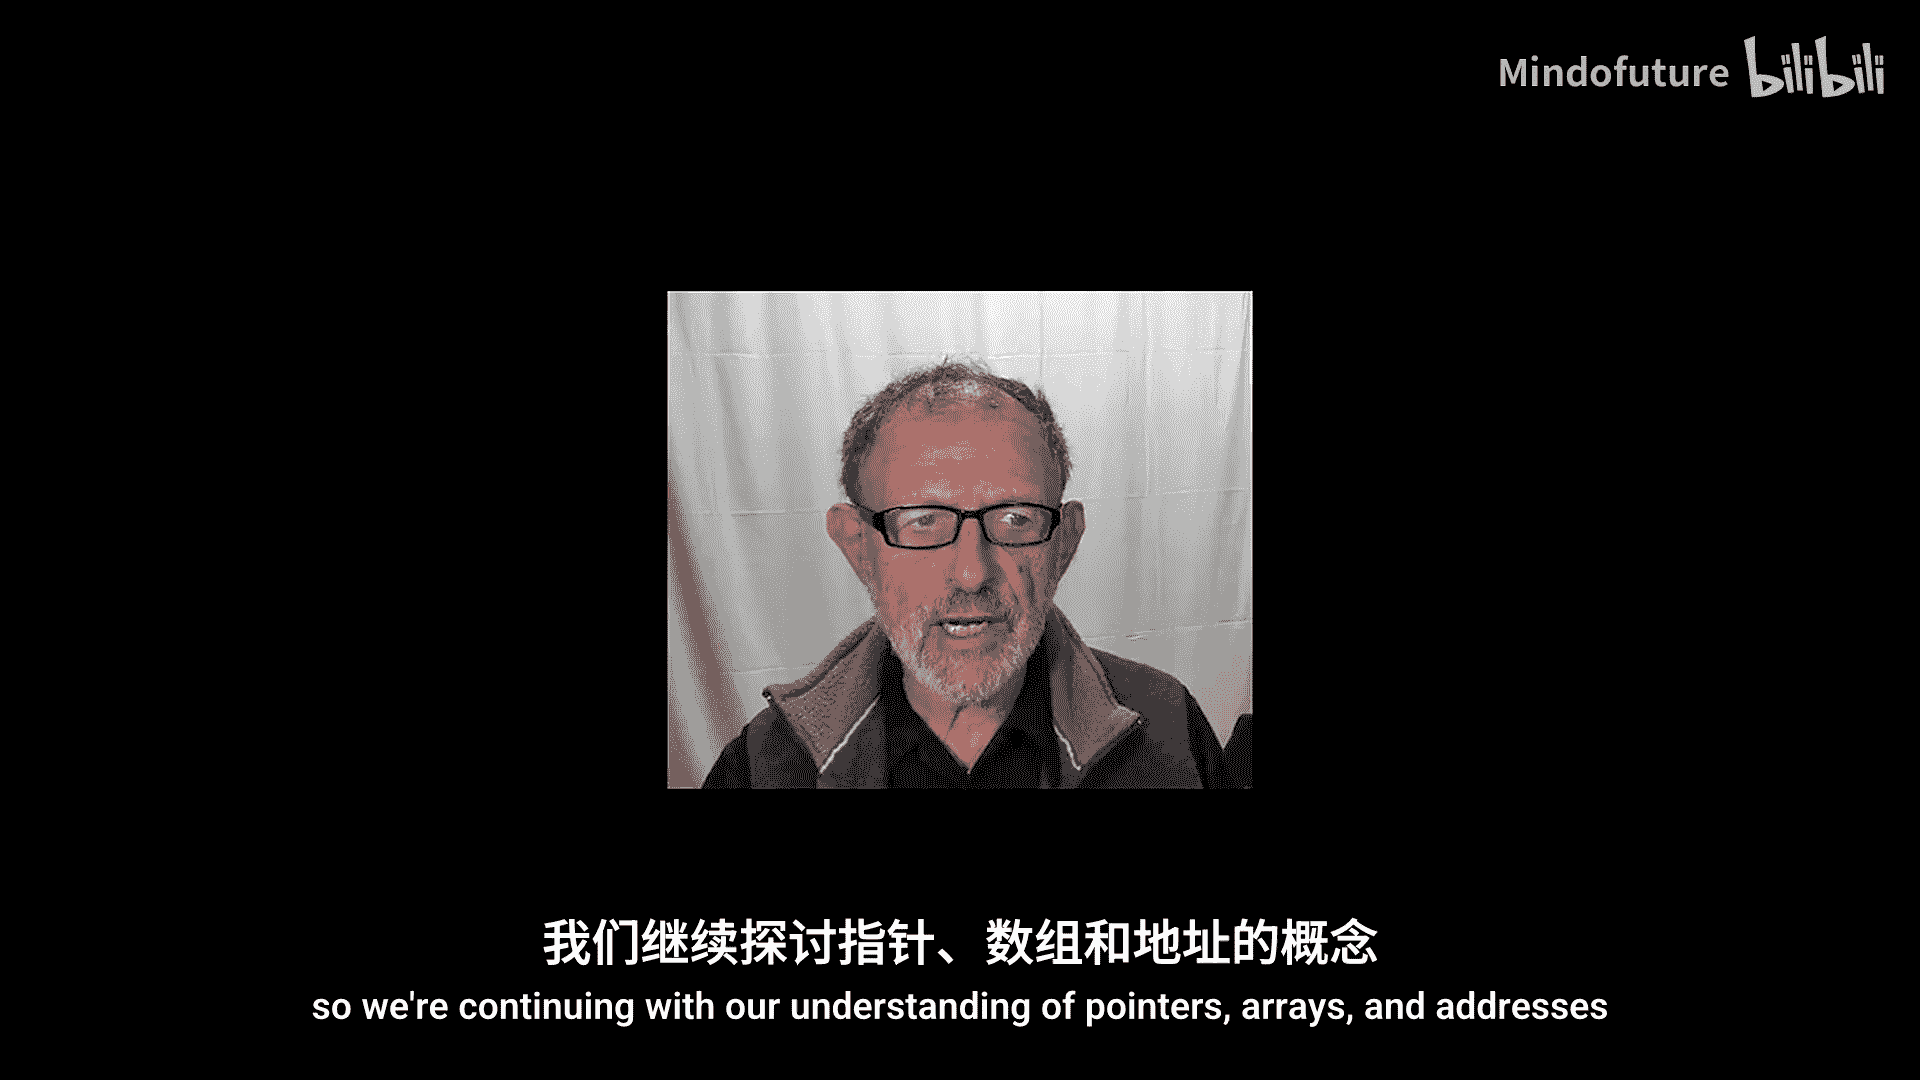 Mindofuture bilibili
我们继续探讨指针、数组和地址的概念
so we're continuing with our understanding of pointers, arrays, and addresses